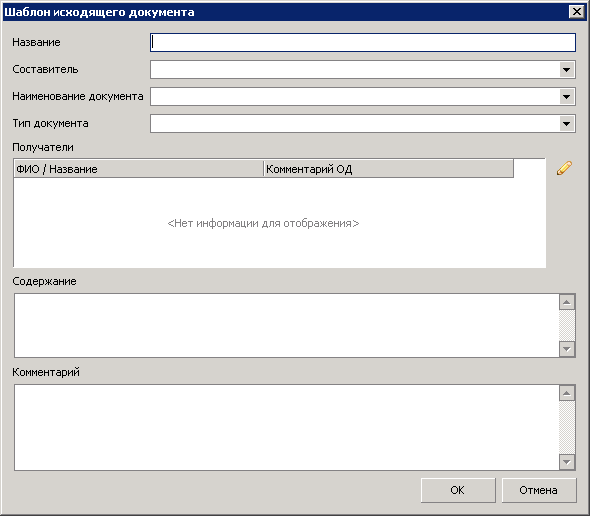 Шаблон исходящего документа
Название
Составитель
Наименование документа
Тип документа
Получатели
ФИО / Название Комментарий ОД
<Нет информации для отображения>
Содержание
Комментарий
ОК Отмена